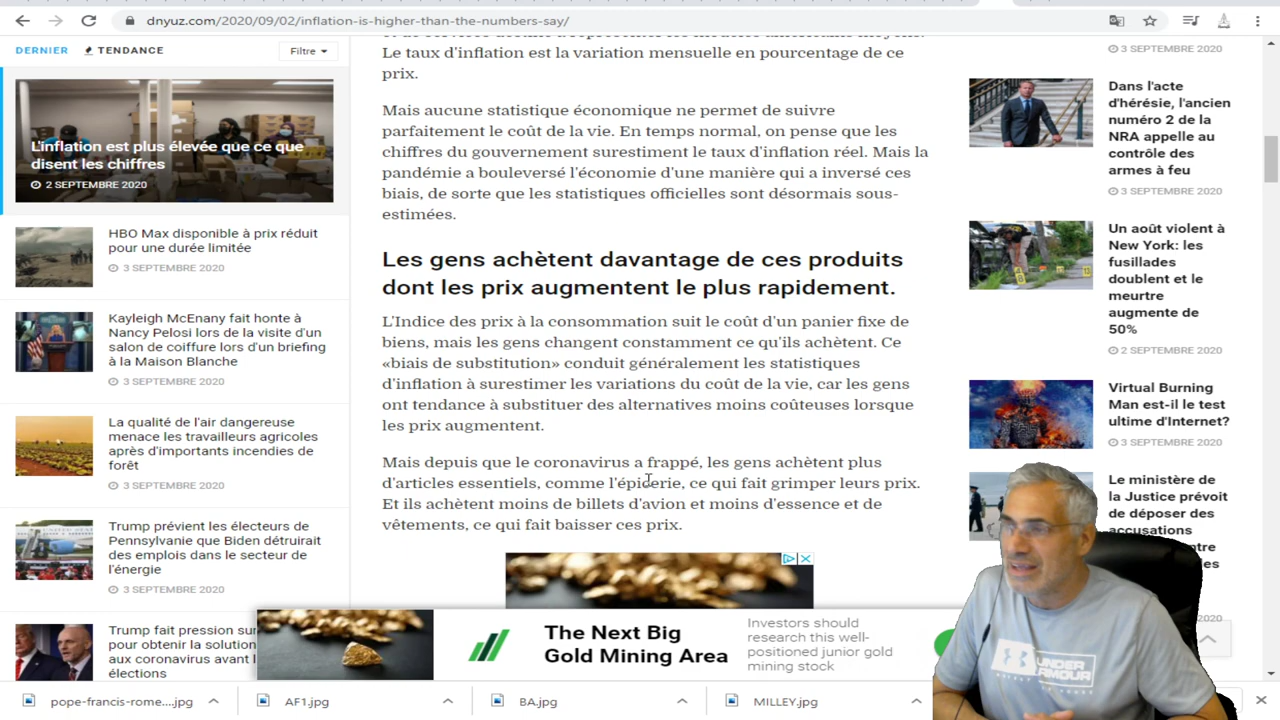 dnyuz.com/2020/09/02/inflation-is-higher-than-the-numbers-say/
DERNIER
TENDANCE
Filtre
L'inflation est plus élevée que ce que
disent les chiffres
2 SEPTEMBRE 2020
HBO Max disponible à prix réduit
pour une durée limitée
3 SEPTEMBRE 2020
Kayleigh McEnany fait honte à
Nancy Pelosi lors de la visite d'un
salon de coiffure lors d'un briefing
à la Maison Blanche
3 SEPTEMBRE 2020
La qualité de l'air dangereuse
menace les travailleurs agricoles
après d'importants incendies de
forêt
3 SEPTEMBRE 2020
Trump prévient les électeurs de
Pennsylvanie que Biden détruirait
des emplois dans le secteur de
l'énergie
3 SEPTEMBRE 2020
Trump fait pression sur
pour obtenir la solution
aux coronavirus avant l
élections
Le taux d'inflation est la variation mensuelle en pourcentage de ce
prix.
Mais aucune statistique économique ne permet de suivre
parfaitement le coût de la vie. En temps normal, on pense que les
chiffres du gouvernement surestiment le taux d'inflation réel. Mais la
pandémie a bouleversé l'économie d'une manière qui a inversé ces
biais, de sorte que les statistiques officielles sont désormais sous-
estimées.
Les gens achètent davantage de ces produits
dont les prix augmentent le plus rapidement.
L'Indice des prix à la consommation suit le coût d'un panier fixe de
biens, mais les gens changent constamment ce qu'ils achètent. Ce
«biais de substitution» conduit généralement les statistiques
d'inflation à surestimer les variations du coût de la vie, car les gens
ont tendance à substituer des alternatives moins coûteuses lorsque
les prix augmentent.
Mais depuis que le coronavirus a frappé, les gens achètent plus
d'articles essentiels, comme l'épicerie, ce qui fait grimper leurs prix.
Et ils achètent moins de billets d'avion et moins d'essence et de
vêtements, ce qui fait baisser ces prix.
The Next Big
Gold Mining Area
Investors should
research this well-
positioned junior gold
mining stock
3 SEPTEMBRE 2020
Dans l'acte
d'hérésie, l'ancien
numéro 2 de la
NRA appelle au
contrôle des
armes à feu
3 SEPTEMBRE 2020
Un août violent à
New York: les
fusillades
doublent et le
meurtre
augmente de
50%
2 SEPTEMBRE 2020
Virtual Burning
Man est-il le test
ultime d'Internet?
3 SEPTEMBRE 2020
Le ministère de
la Justice prévoit
de déposer des
accusations
2020
UNDER
ARMOUR
pope-francis-rome....jpg
AF1.jpg
BA.jpg
MILLEY.jpg